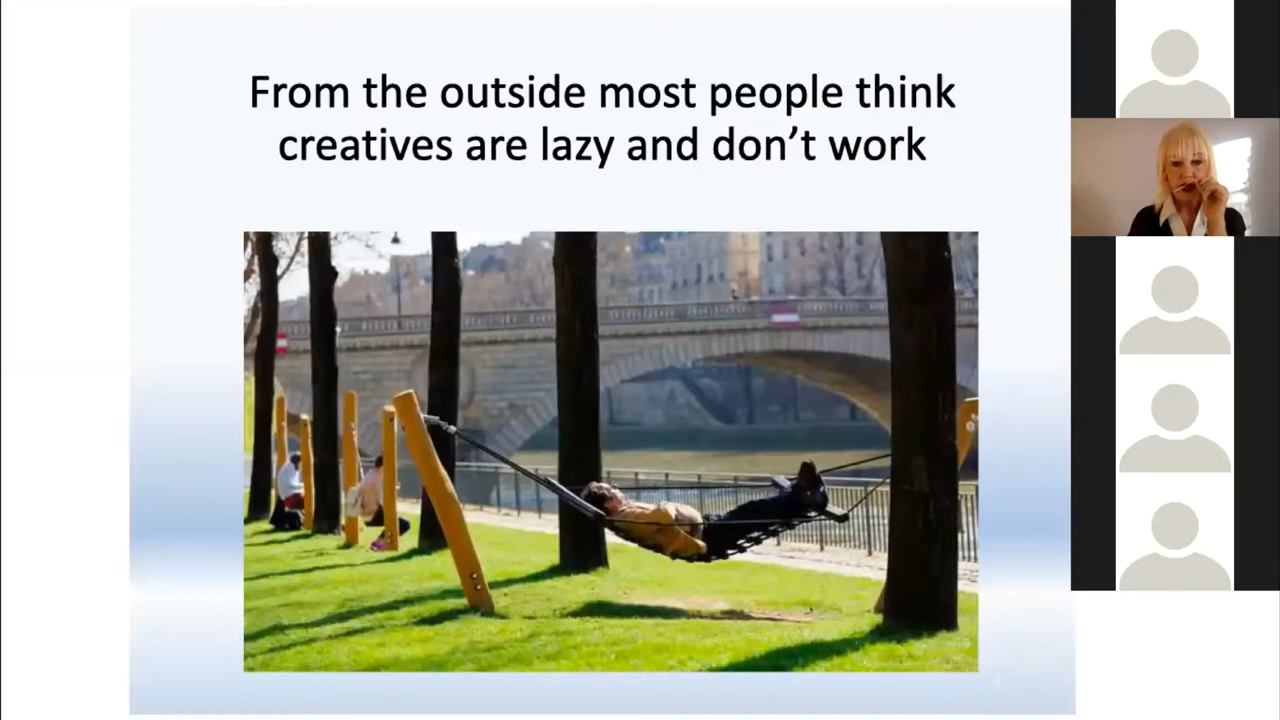 From the outside most people think
creatives are lazy and don’t work